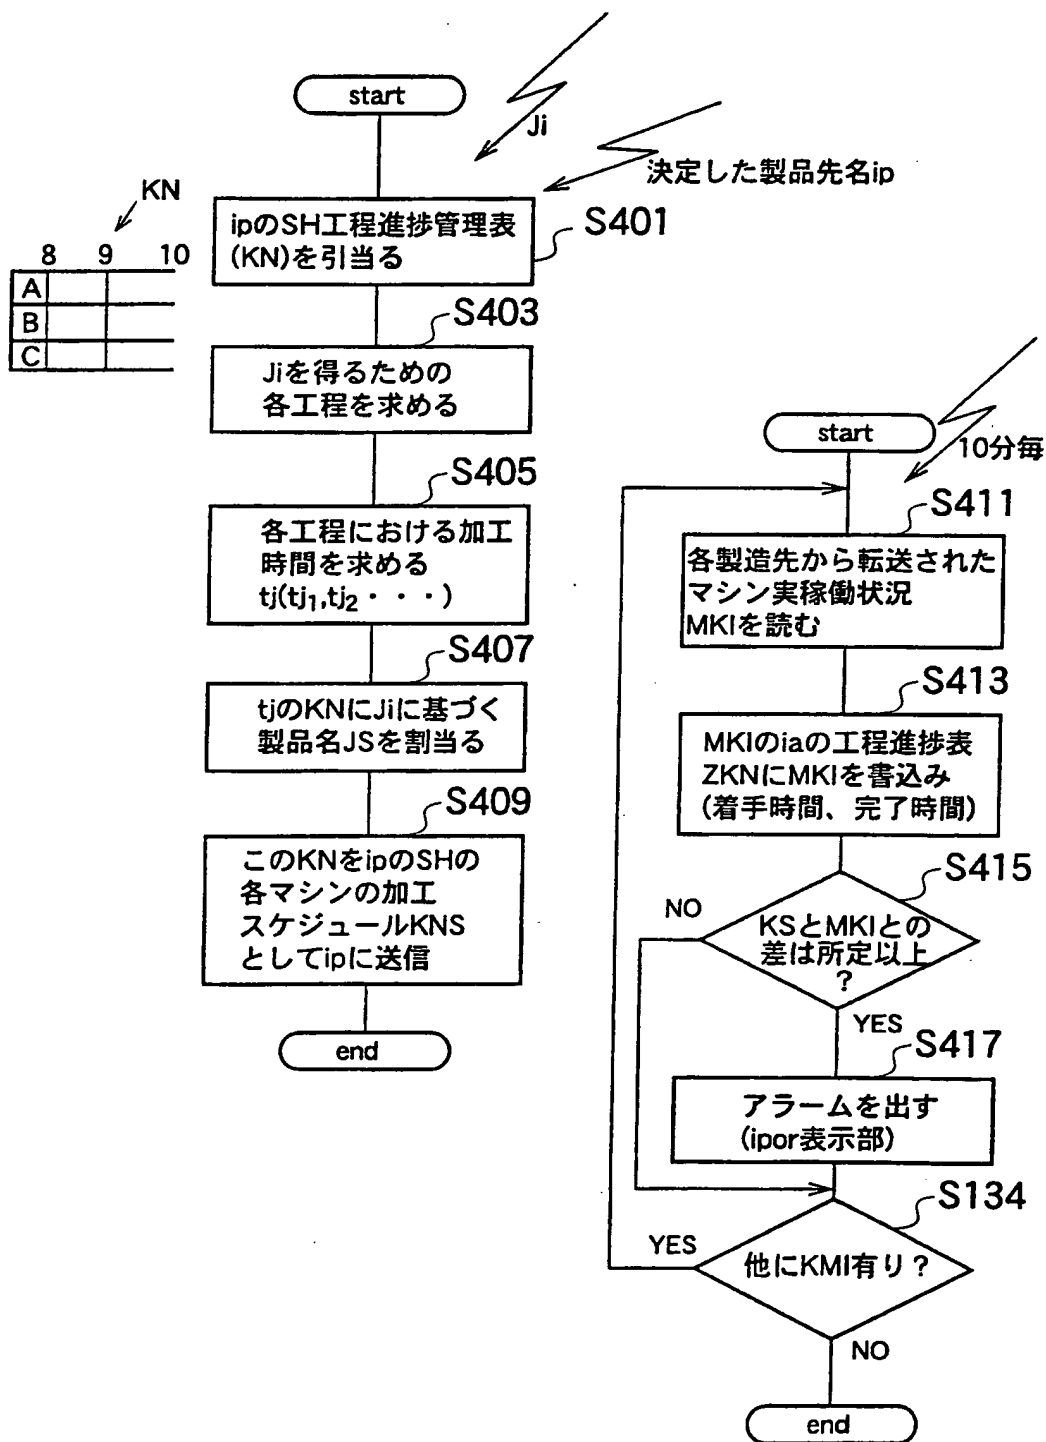 start
Ji
決定した製品先名ip
KN
8 9 10
A
B
C
ipのSH工程進捗管理表
(KN)を引当る
S401
S403
Jiを得るための
各工程を求める
S405
各工程における加工
時間を求める
tj(tj1,tj2・・・)
S407
tjのKNにJiに基づく
製品名JSを割当る
S409
このKNをipのSHの
各マシンの加工
スケジュールKNS
としてipに送信
end
start
10分毎
S411
各製造先から転送された
マシン実稼働状況
MKIを読む
S413
MKIのiaの工程進捗表
ZKNにMKIを書込み
(着手時間、完了時間)
S415
NO
KSとMKIとの
差は所定以上
?
YES
S417
アラームを出す
(ipor表示部)
S134
YES
他にKMI有り?
NO
end